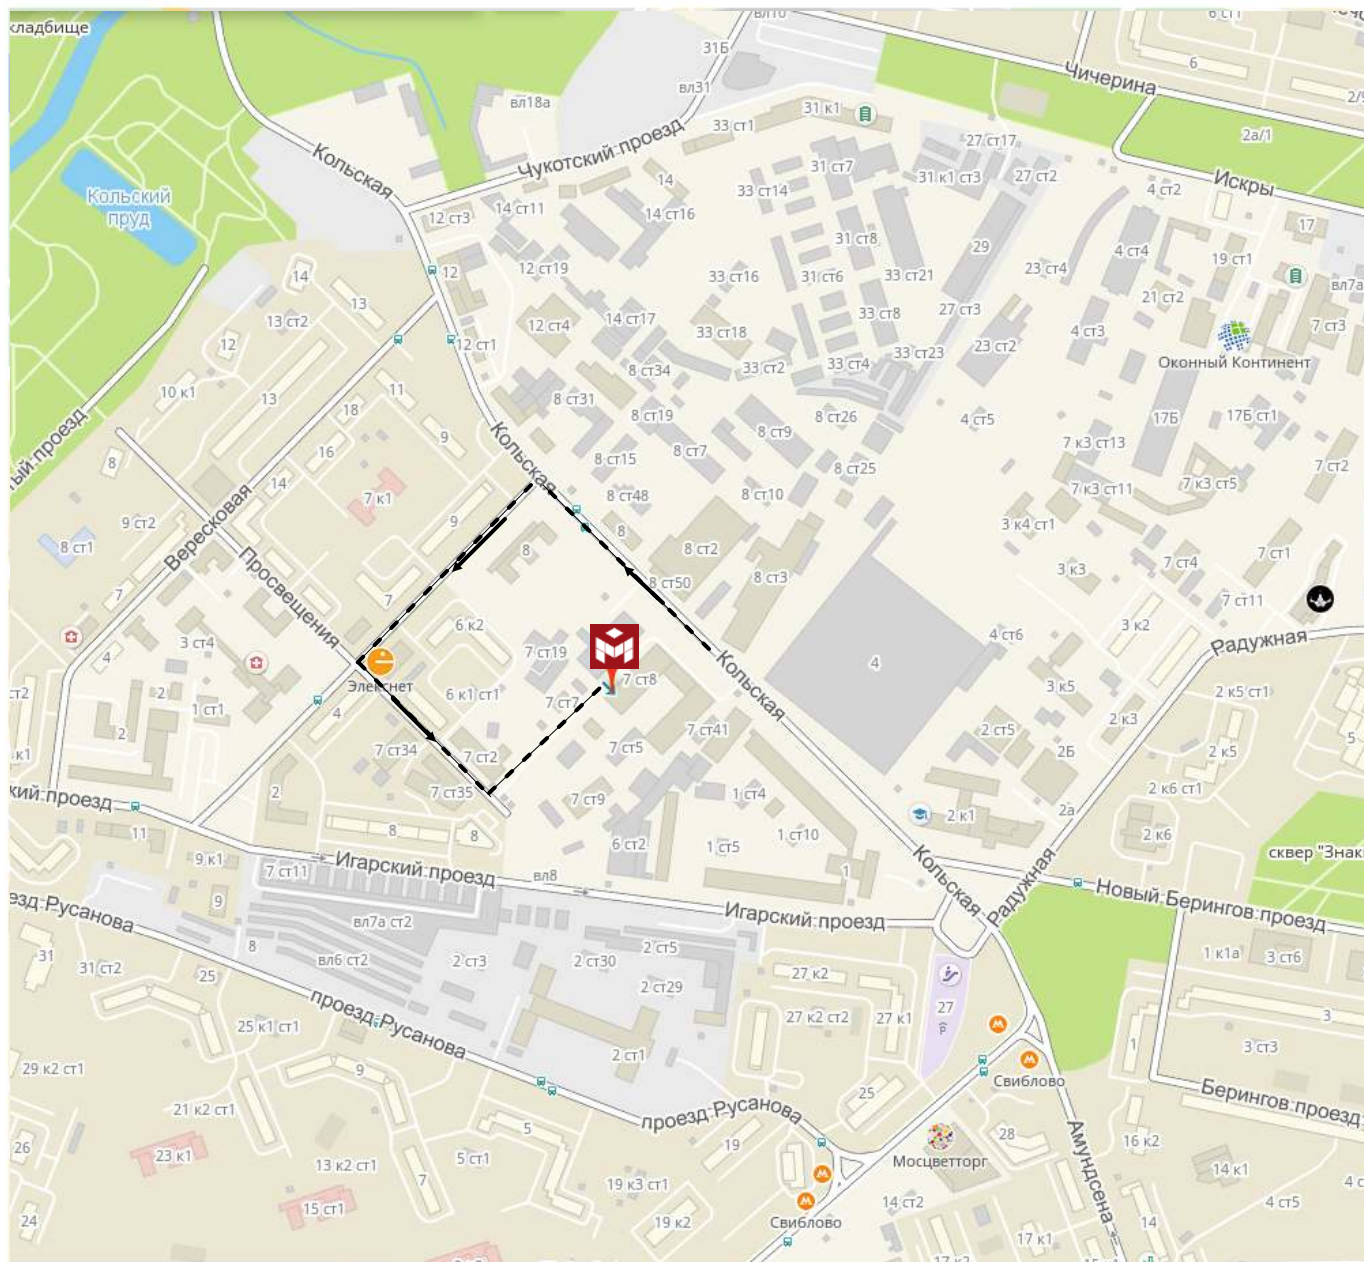 кладбище
вл10
6 ст1
31Б
вл31
Чичерина
6
2/9
вл18а
33 ст1
31 к1
27 ст17
2а/1
Кольская
Чукотский проезд
31 ст7
31 к1 ст3
27 ст2
Искры
14
33 ст14
4 ст2
Кольский
пруд
12 ст3
14 ст11
14 ст16
31 ст8
29
4 ст4
19 ст1
17
14
12
12 ст19
33 ст16
31 ст6
33 ст21
23 ст4
21 ст2
вл7а
13
13 ст2
12 ст4
14 ст17
33 ст18
33 ст8
27 ст3
4 ст3
7 ст3
12
12 ст1
33 ст4
33 ст23
23 ст2
Оконный Континент
10 к1
11
8 ст34
33 ст2
13
18
8 ст31
8 ст19
8 ст26
4 ст5
17Б
17Б ст1
тый проезд
9
Кольская
8 ст7
8 ст9
7 к3 ст13
8
16
8 ст15
8 ст25
7 ст2
14
7 к1
8 ст48
8 ст10
7 к3 ст11
7 к3 ст5
9 ст2
Вересковая
9
8
3 к4 ст1
8 ст1
8
8 ст2
7 ст1
7
Просвещения
7
8 ст50
8 ст3
3 к3
7 ст4
7 ст11
6 к2
3 к2
Радужная
3 ст4
4
7 ст19
4
4 ст6
Элекснет
7 ст8
Кольская
3 к5
ст2
1 ст1
4
6 к1 ст1
7 ст7
2 к5 ст1
2
7 ст34
7 ст2
7 ст5
7 ст41
2 ст5
2 к3
5
к1
2Б
2 к5
кий проезд
2
7 ст35
7 ст9
1 ст4
2 к1
2а
2 к6 ст1
11
8
8
6 ст2
1 ст5
1 ст10
2 к6
сквер "Знак
9 к1
7 ст11
Игарский проезд
вл8
1
Кольская
Радужная
Новый Берингов проезд
9
вл7а ст2
Игарский проезд
езд Русанова
31
8
вл6 ст2
2 ст3
2 ст30
2 ст5
1 к1а
3 ст6
31 ст2
25
27 к2
2 ст29
27
25 к1 ст1
проезд Русанова
27 к2 ст2
27 к1
3
29 к2 ст1
9
2 ст1
1
3 ст3
Свиблово
Берингов проезд
21 к2 ст1
25
5
проезд Русанова
26
23 к1
13 к2 ст1
5 ст1
19
28
Амундсена
16 к2
Мосцветторг
7
19 к3 ст1
14 к1
24
15 ст1
19 к2
Свиблово
14 ст2
14
4 ст5
17 к1
17 к2